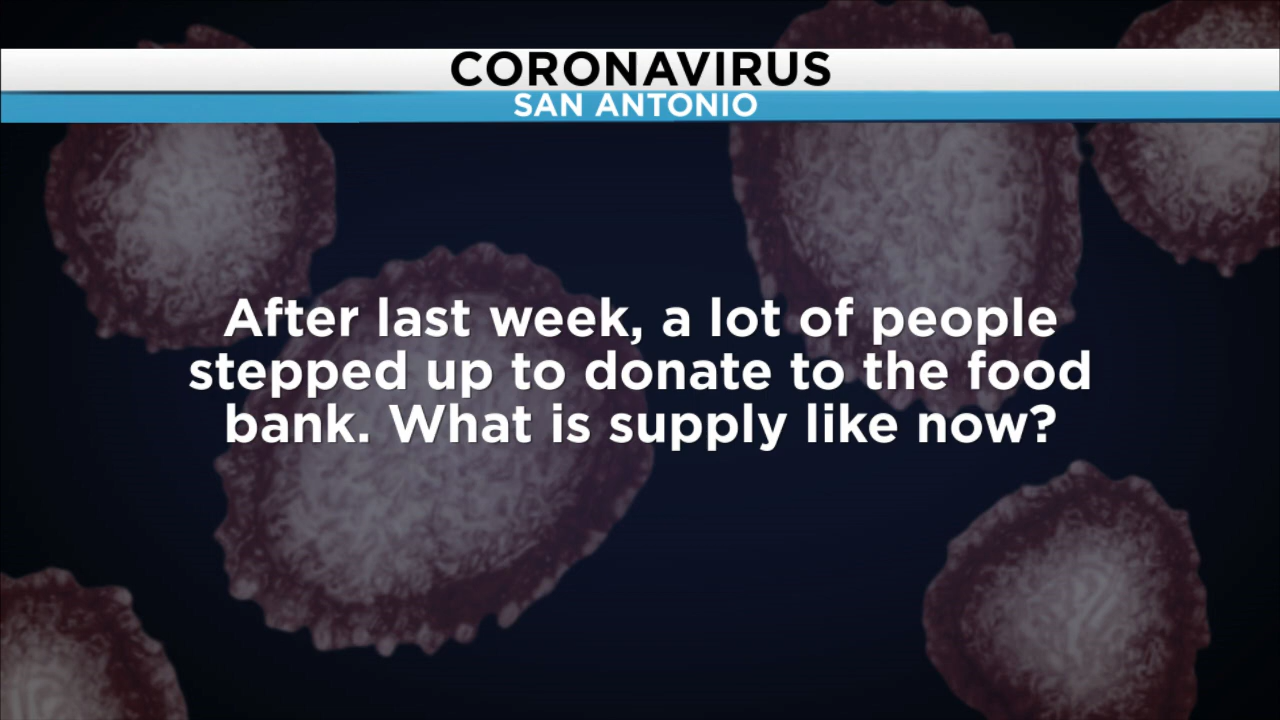 CORONAVIRUS
SAN ANTONIO
After last week, a lot of people
stepped up to donate to the food
bank. What is supply like now?